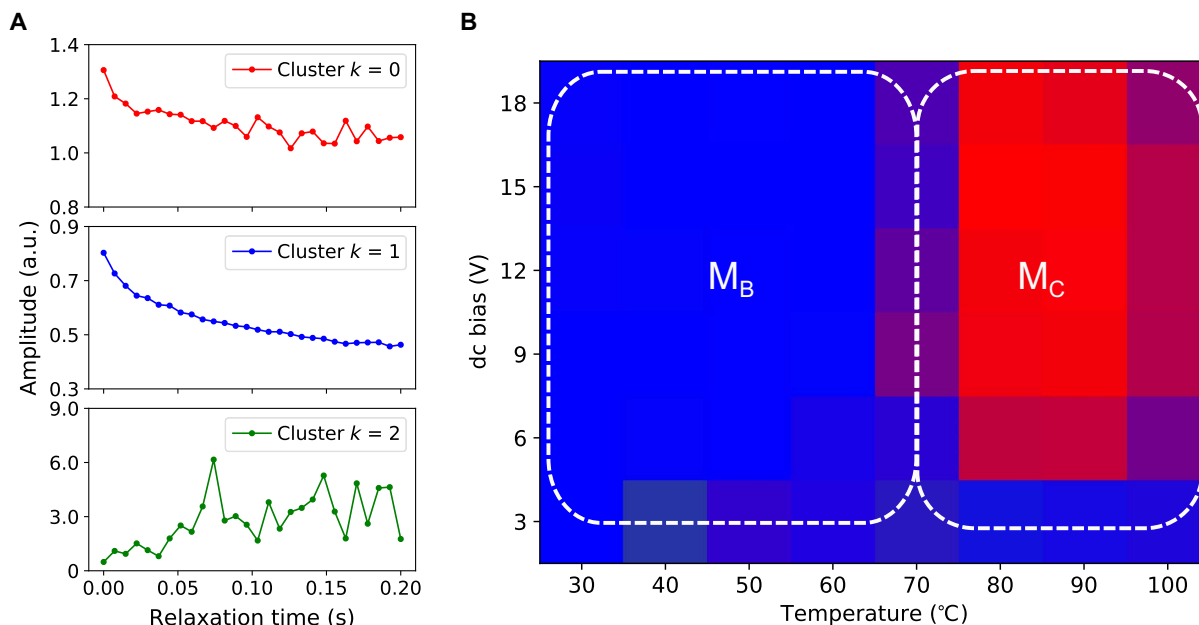 A
Amplitude (a.u.)
1.4
1.2
1.0
0.8
Cluster k = 0
0.9
0.7
0.5
0.3
Cluster k = 1
9.0
6.0
3.0
0
Cluster k = 2
0.00
0.05
0.10
0.15
0.20
Relaxation time (s)
B
dc bias (V)
18
15
12
9
6
3
M_B
M_C
30
40
50
60
70
80
90
100
Temperature (℃)